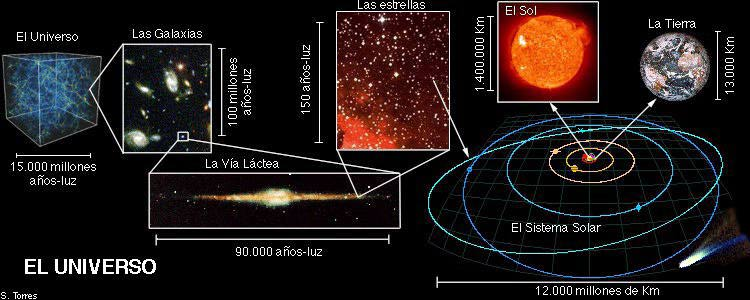 El Universo
15.000 millones
años-luz
Las Galaxias
100 millones
años-luz
La Vía Láctea
90.000 años-luz
Las estrellas
150 años-luz
El Sol
1.400.000 Km
La Tierra
13.000 Km
El Sistema Solar
12.000 millones de Km
EL UNIVERSO
S. Torres